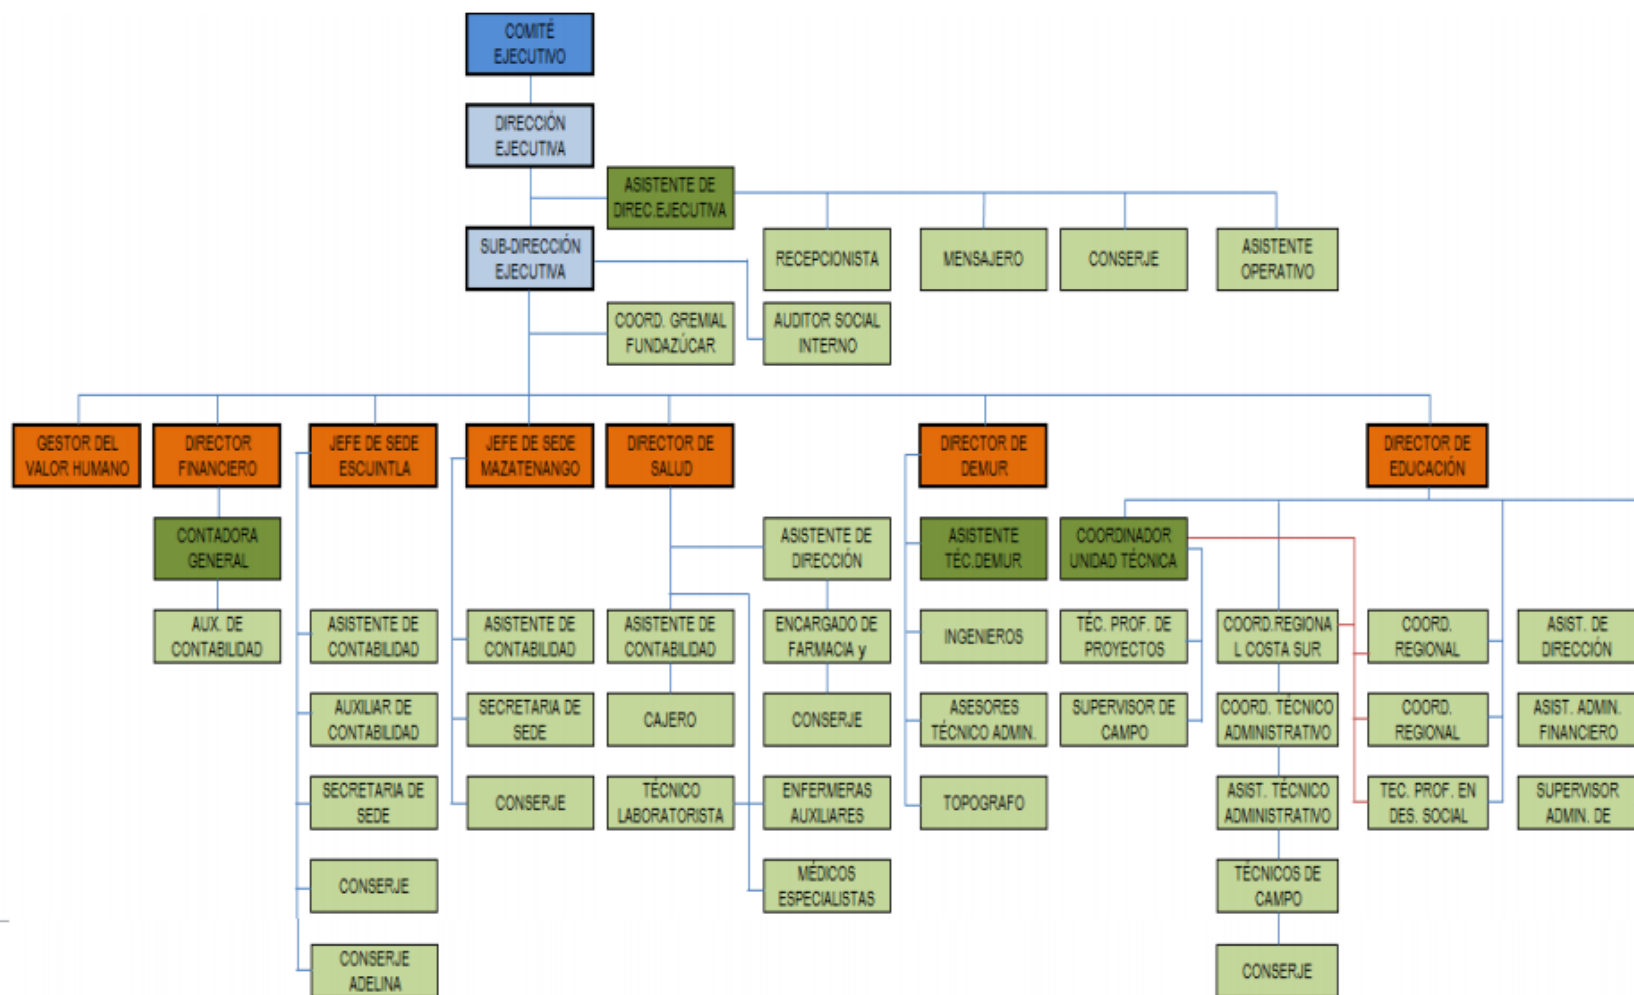 COMITÉ
EJECUTIVO
DIRECCIÓN
EJECUTIVA
ASISTENTE DE
DIREC.EJECUTIVA
SUB-DIRECCIÓN
EJECUTIVA
RECEPCIONISTA
MENSAJERO
CONSERJE
ASISTENTE
OPERATIVO
COORD. GREMIAL
FUNDAZÚCAR
AUDITOR SOCIAL
INTERNO
GESTOR DEL
VALOR HUMANO
DIRECTOR
FINANCIERO
JEFE DE SEDE
ESCUINTLA
JEFE DE SEDE
MAZATENANGO
DIRECTOR DE
SALUD
DIRECTOR DE
DEMUR
DIRECTOR DE
EDUCACIÓN
CONTADORA
GENERAL
ASISTENTE DE
DIRECCIÓN
ASISTENTE
TÉC.DEMUR
COORDINADOR
UNIDAD TÉCNICA
AUX. DE
CONTABILIDAD
ASISTENTE DE
CONTABILIDAD
ASISTENTE DE
CONTABILIDAD
ASISTENTE DE
CONTABILIDAD
ENCARGADO DE
FARMACIA y
INGENIEROS
TÉC. PROF. DE
PROYECTOS
COORD.REGIONA
L COSTA SUR
COORD.
REGIONAL
ASIST. DE
DIRECCIÓN
AUXILIAR DE
CONTABILIDAD
SECRETARIA DE
SEDE
CAJERO
CONSERJE
ASESORES
TÉCNICO ADMIN.
SUPERVISOR DE
CAMPO
COORD. TÉCNICO
ADMINISTRATIVO
COORD.
REGIONAL
ASIST. ADMIN.
FINANCIERO
SECRETARIA DE
SEDE
CONSERJE
TÉCNICO
LABORATORISTA
ENFERMERAS
AUXILIARES
TOPOGRAFO
ASIST. TÉCNICO
ADMINISTRATIVO
TEC. PROF. EN
DES. SOCIAL
SUPERVISOR
ADMIN. DE
CONSERJE
MÉDICOS
ESPECIALISTAS
TÉCNICOS DE
CAMPO
CONSERJE
ADELINA
CONSERJE